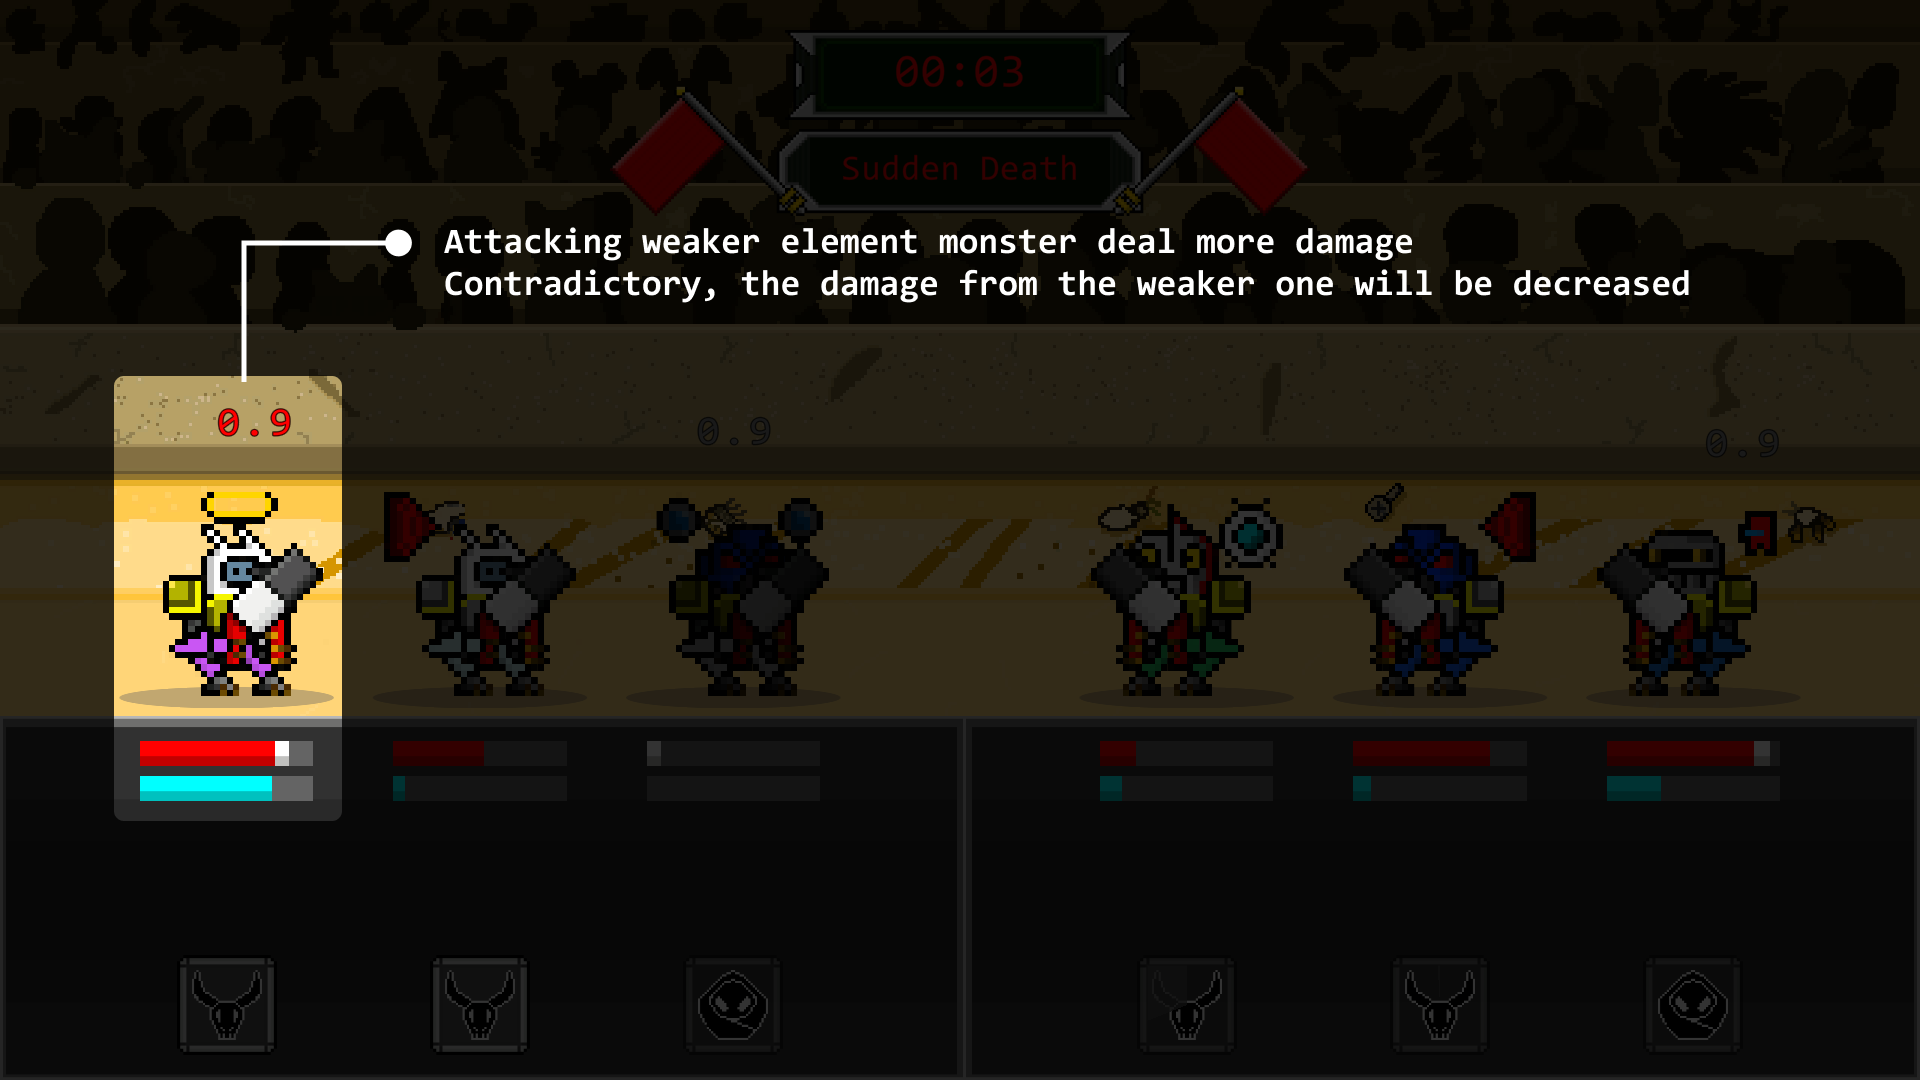 00:03
Sudden Death
Attacking weaker element monster deal more damage
Contradictory, the damage from the weaker one will be decreased
0.9
0.9
0.9